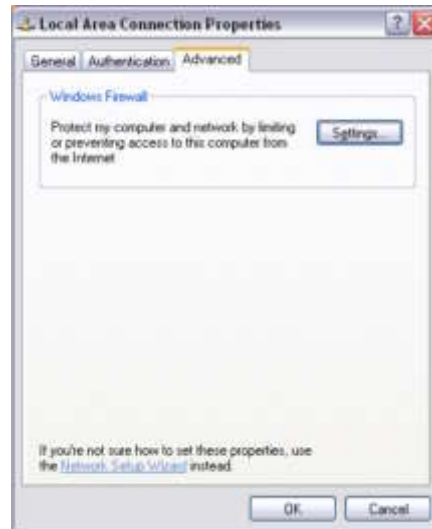 Local Area Connection Properties
General Authentication Advanced
Windows Firewall
Protect my computer and network by limiting
or preventing access to this computer from
the Internet
Settings...
If you're not sure how to set these properties, use
the Network Setup Wizard instead.
OK Cancel